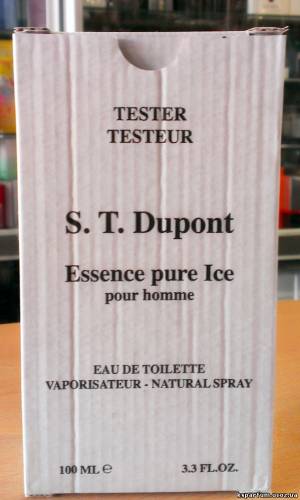 TESTER
TESTEUR
S. T. Dupont
Essence pure Ice
pour homme
EAU DE TOILETTE
VAPORISATEUR - NATURAL SPRAY
100 ML ℮ 3.3 FL.OZ.